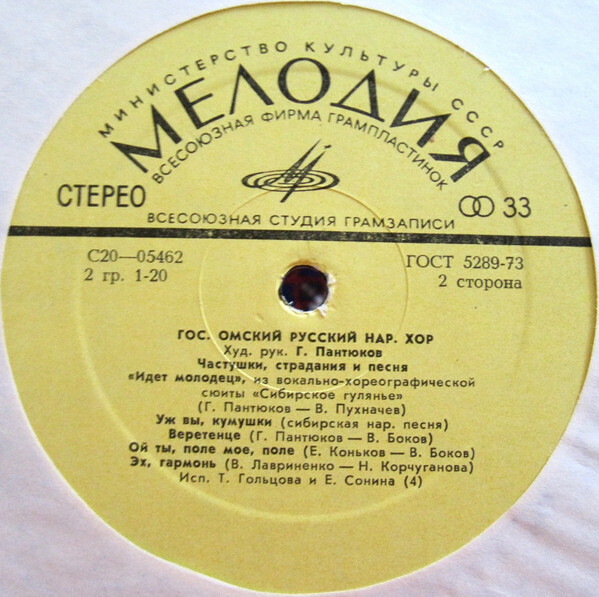 МИНИСТЕРСТВО КУЛЬТУРЫ СССР
МЕЛОДИЯ
ВСЕСОЮЗНАЯ ФИРМА ГРАМПЛАСТИНОК
СТЕРЕО
33
ВСЕСОЮЗНАЯ СТУДИЯ ГРАМЗАПИСИ
С20—05462
ГОСТ 5289-73
2 гр. 1-20
2 сторона
ГОС. ОМСКИЙ РУССКИЙ НАР. ХОР
Худ. рук. Г. Пантюков
Частушки, страдания и песня
«Идет молодец», из вокально-хореографической
сюиты «Сибирское гулянье»
(Г. Пантюков — В. Пухначев)
Уж вы, кумушки (сибирская нар. песня)
Веретенце (Г. Пантюков — В. Боков)
Ой ты, поле мое, поле (Е. Коньков — В. Боков)
Эх, гармонь (В. Лавриненко — Н. Корчуганова)
Исп. Т. Гольцова и Е. Сонина (4)